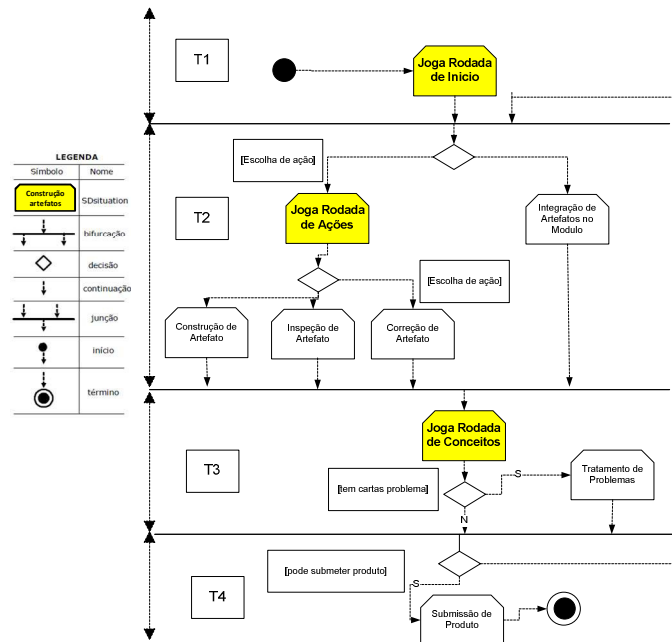 T1
Joga Rodada
de Inicio
LEGENDA
Símbolo Nome
Construção
artefatos
SDsituation
bifurcação
decisão
continuação
junção
início
término
[Escolha de ação]
T2
Joga Rodada
de Ações
Integração de
Artefatos no
Modulo
[Escolha de ação]
Construção de
Artefato
Inspeção de
Artefato
Correção de
Artefato
T3
Joga Rodada
de Conceitos
[tem cartas problema]
S
Tratamento de
Problemas
N
T4
[pode submeter produto]
S
Submissão de
Produto